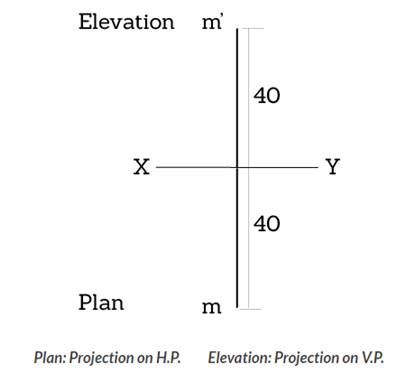 Elevation m’
40
X Y
40
Plan m
Plan: Projection on H.P. Elevation: Projection on V.P.